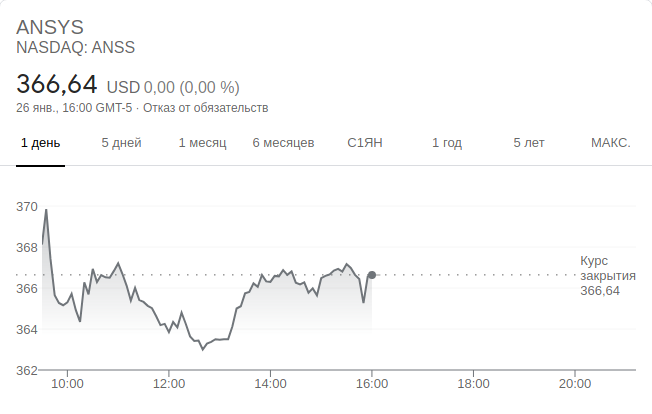 ANSYS
NASDAQ: ANSS
366,64 USD 0,00 (0,00 %)
26 янв., 16:00 GMT-5 · Отказ от обязательств
1 день 5 дней 1 месяц 6 месяцев С1ЯН 1 год 5 лет МАКС.
370
368
Курс
закрытия
366,64
366
364
362
10:00 12:00 14:00 16:00 18:00 20:00